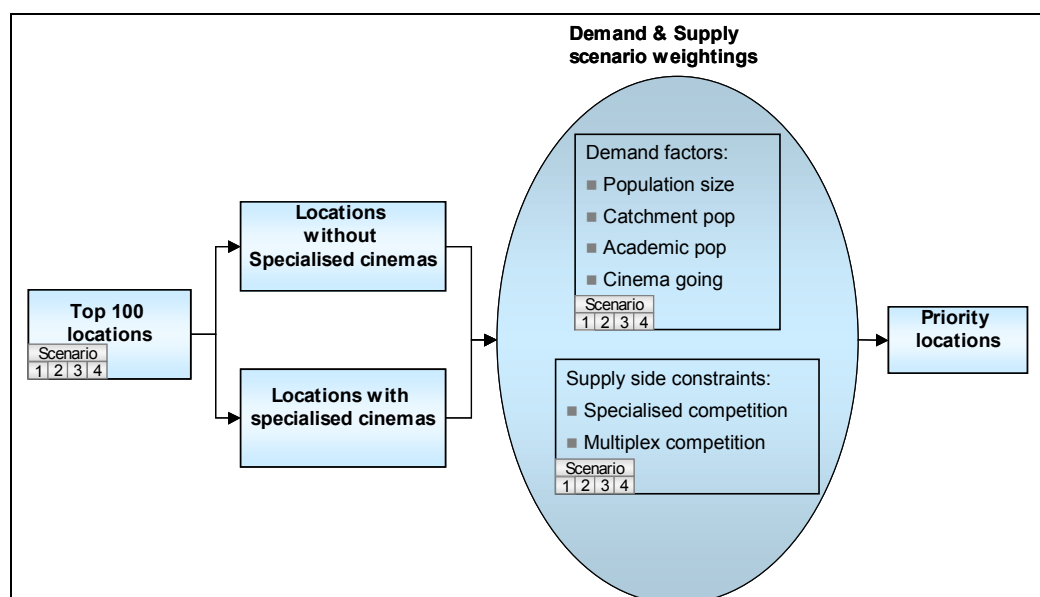 Demand & Supply
scenario weightings
Demand factors:
Population size
Catchment pop
Academic pop
Cinema going
Scenario
1 2 3 4
Locations
without
Specialised cinemas
Top 100
locations
Scenario
1 2 3 4
Locations with
specialised cinemas
Supply side constraints:
Specialised competition
Multiplex competition
Scenario
1 2 3 4
Priority
locations